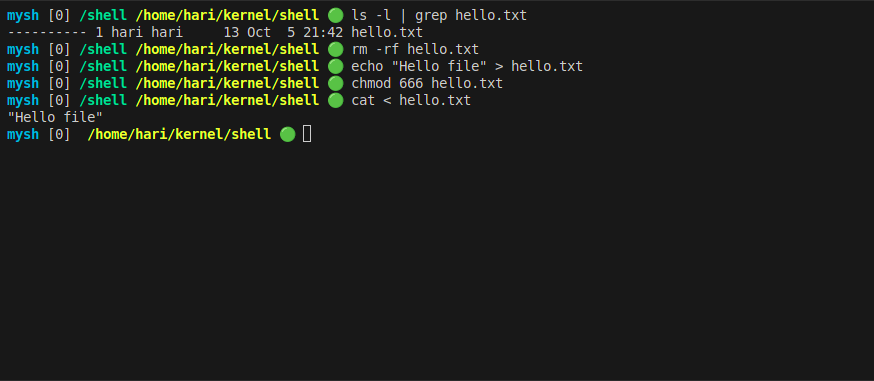 mysh [0] /shell /home/hari/kernel/shell 🟢 ls -l | grep hello.txt
---------- 1 hari hari     13 Oct  5 21:42 hello.txt
mysh [0] /shell /home/hari/kernel/shell 🟢 rm -rf hello.txt
mysh [0] /shell /home/hari/kernel/shell 🟢 echo "Hello file" > hello.txt
mysh [0] /shell /home/hari/kernel/shell 🟢 chmod 666 hello.txt
mysh [0] /shell /home/hari/kernel/shell 🟢 cat < hello.txt
"Hello file"
mysh [0]  /home/hari/kernel/shell 🟢